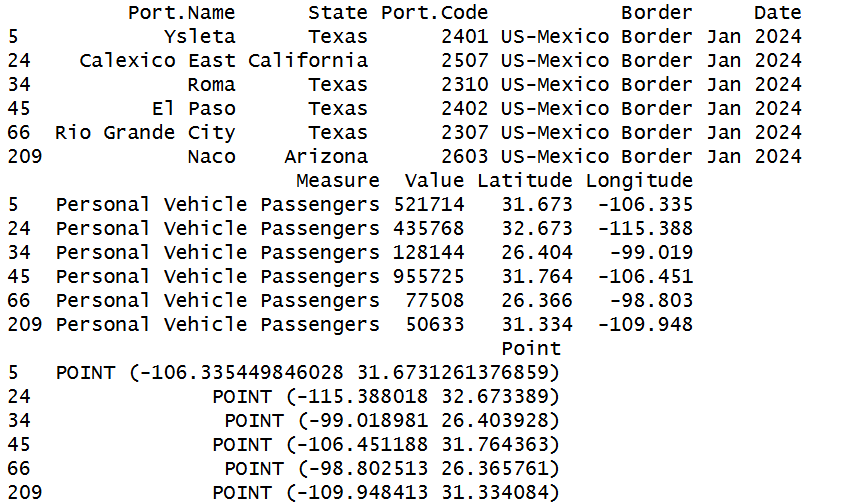 Port.Name State Port.Code Border Date
5 Ysleta Texas 2401 US-Mexico Border Jan 2024
24 Calexico East California 2507 US-Mexico Border Jan 2024
34 Roma Texas 2310 US-Mexico Border Jan 2024
45 El Paso Texas 2402 US-Mexico Border Jan 2024
66 Rio Grande City Texas 2307 US-Mexico Border Jan 2024
209 Naco Arizona 2603 US-Mexico Border Jan 2024
Measure Value Latitude Longitude
5 Personal Vehicle Passengers 521714 31.673 -106.335
24 Personal Vehicle Passengers 435768 32.673 -115.388
34 Personal Vehicle Passengers 128144 26.404 -99.019
45 Personal Vehicle Passengers 955725 31.764 -106.451
66 Personal Vehicle Passengers 77508 26.366 -98.803
209 Personal Vehicle Passengers 50633 31.334 -109.948
Point
5 POINT (-106.335449846028 31.6731261376859)
24 POINT (-115.388018 32.673389)
34 POINT (-99.018981 26.403928)
45 POINT (-106.451188 31.764363)
66 POINT (-98.802513 26.365761)
209 POINT (-109.948413 31.334084)